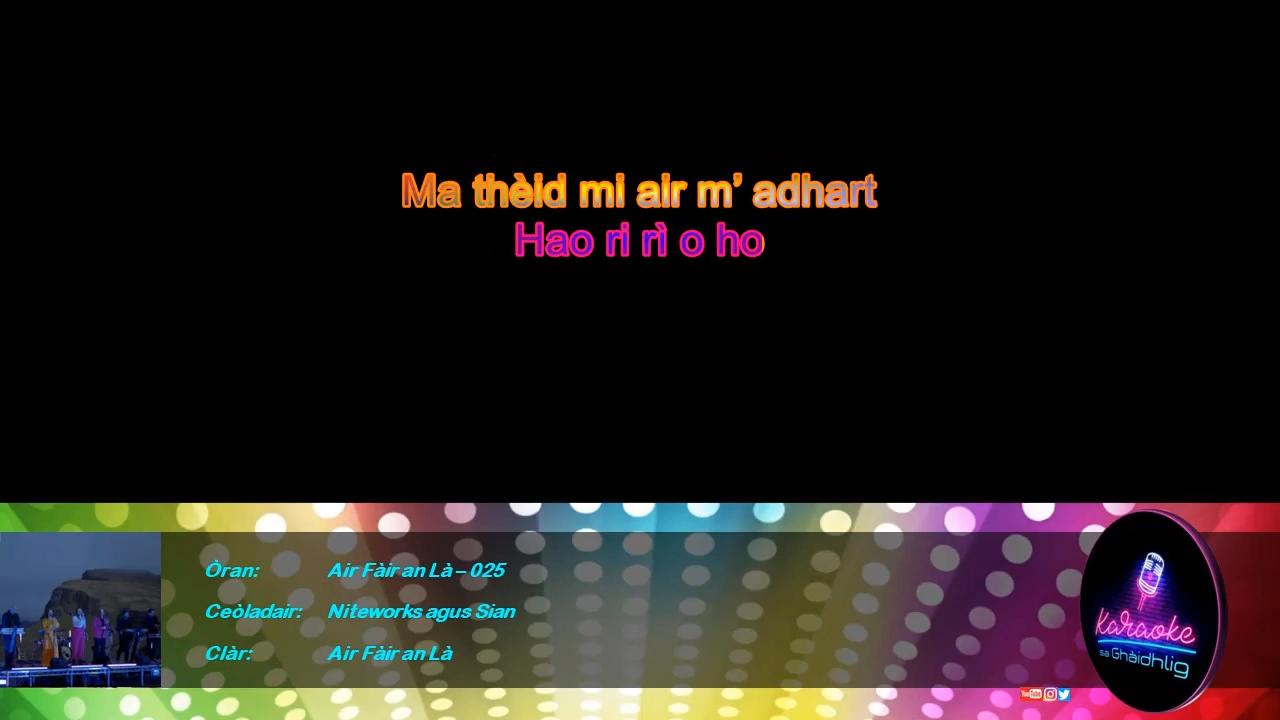 Ma thèid mi air m’ adhart
Hao ri rì o ho
Òran: Air Fàir an Là – 025
Ceòladair: Niteworks agus Sian
Clàr: Air Fàir an Là
karaoke
sa Ghàidhlig
YouTube